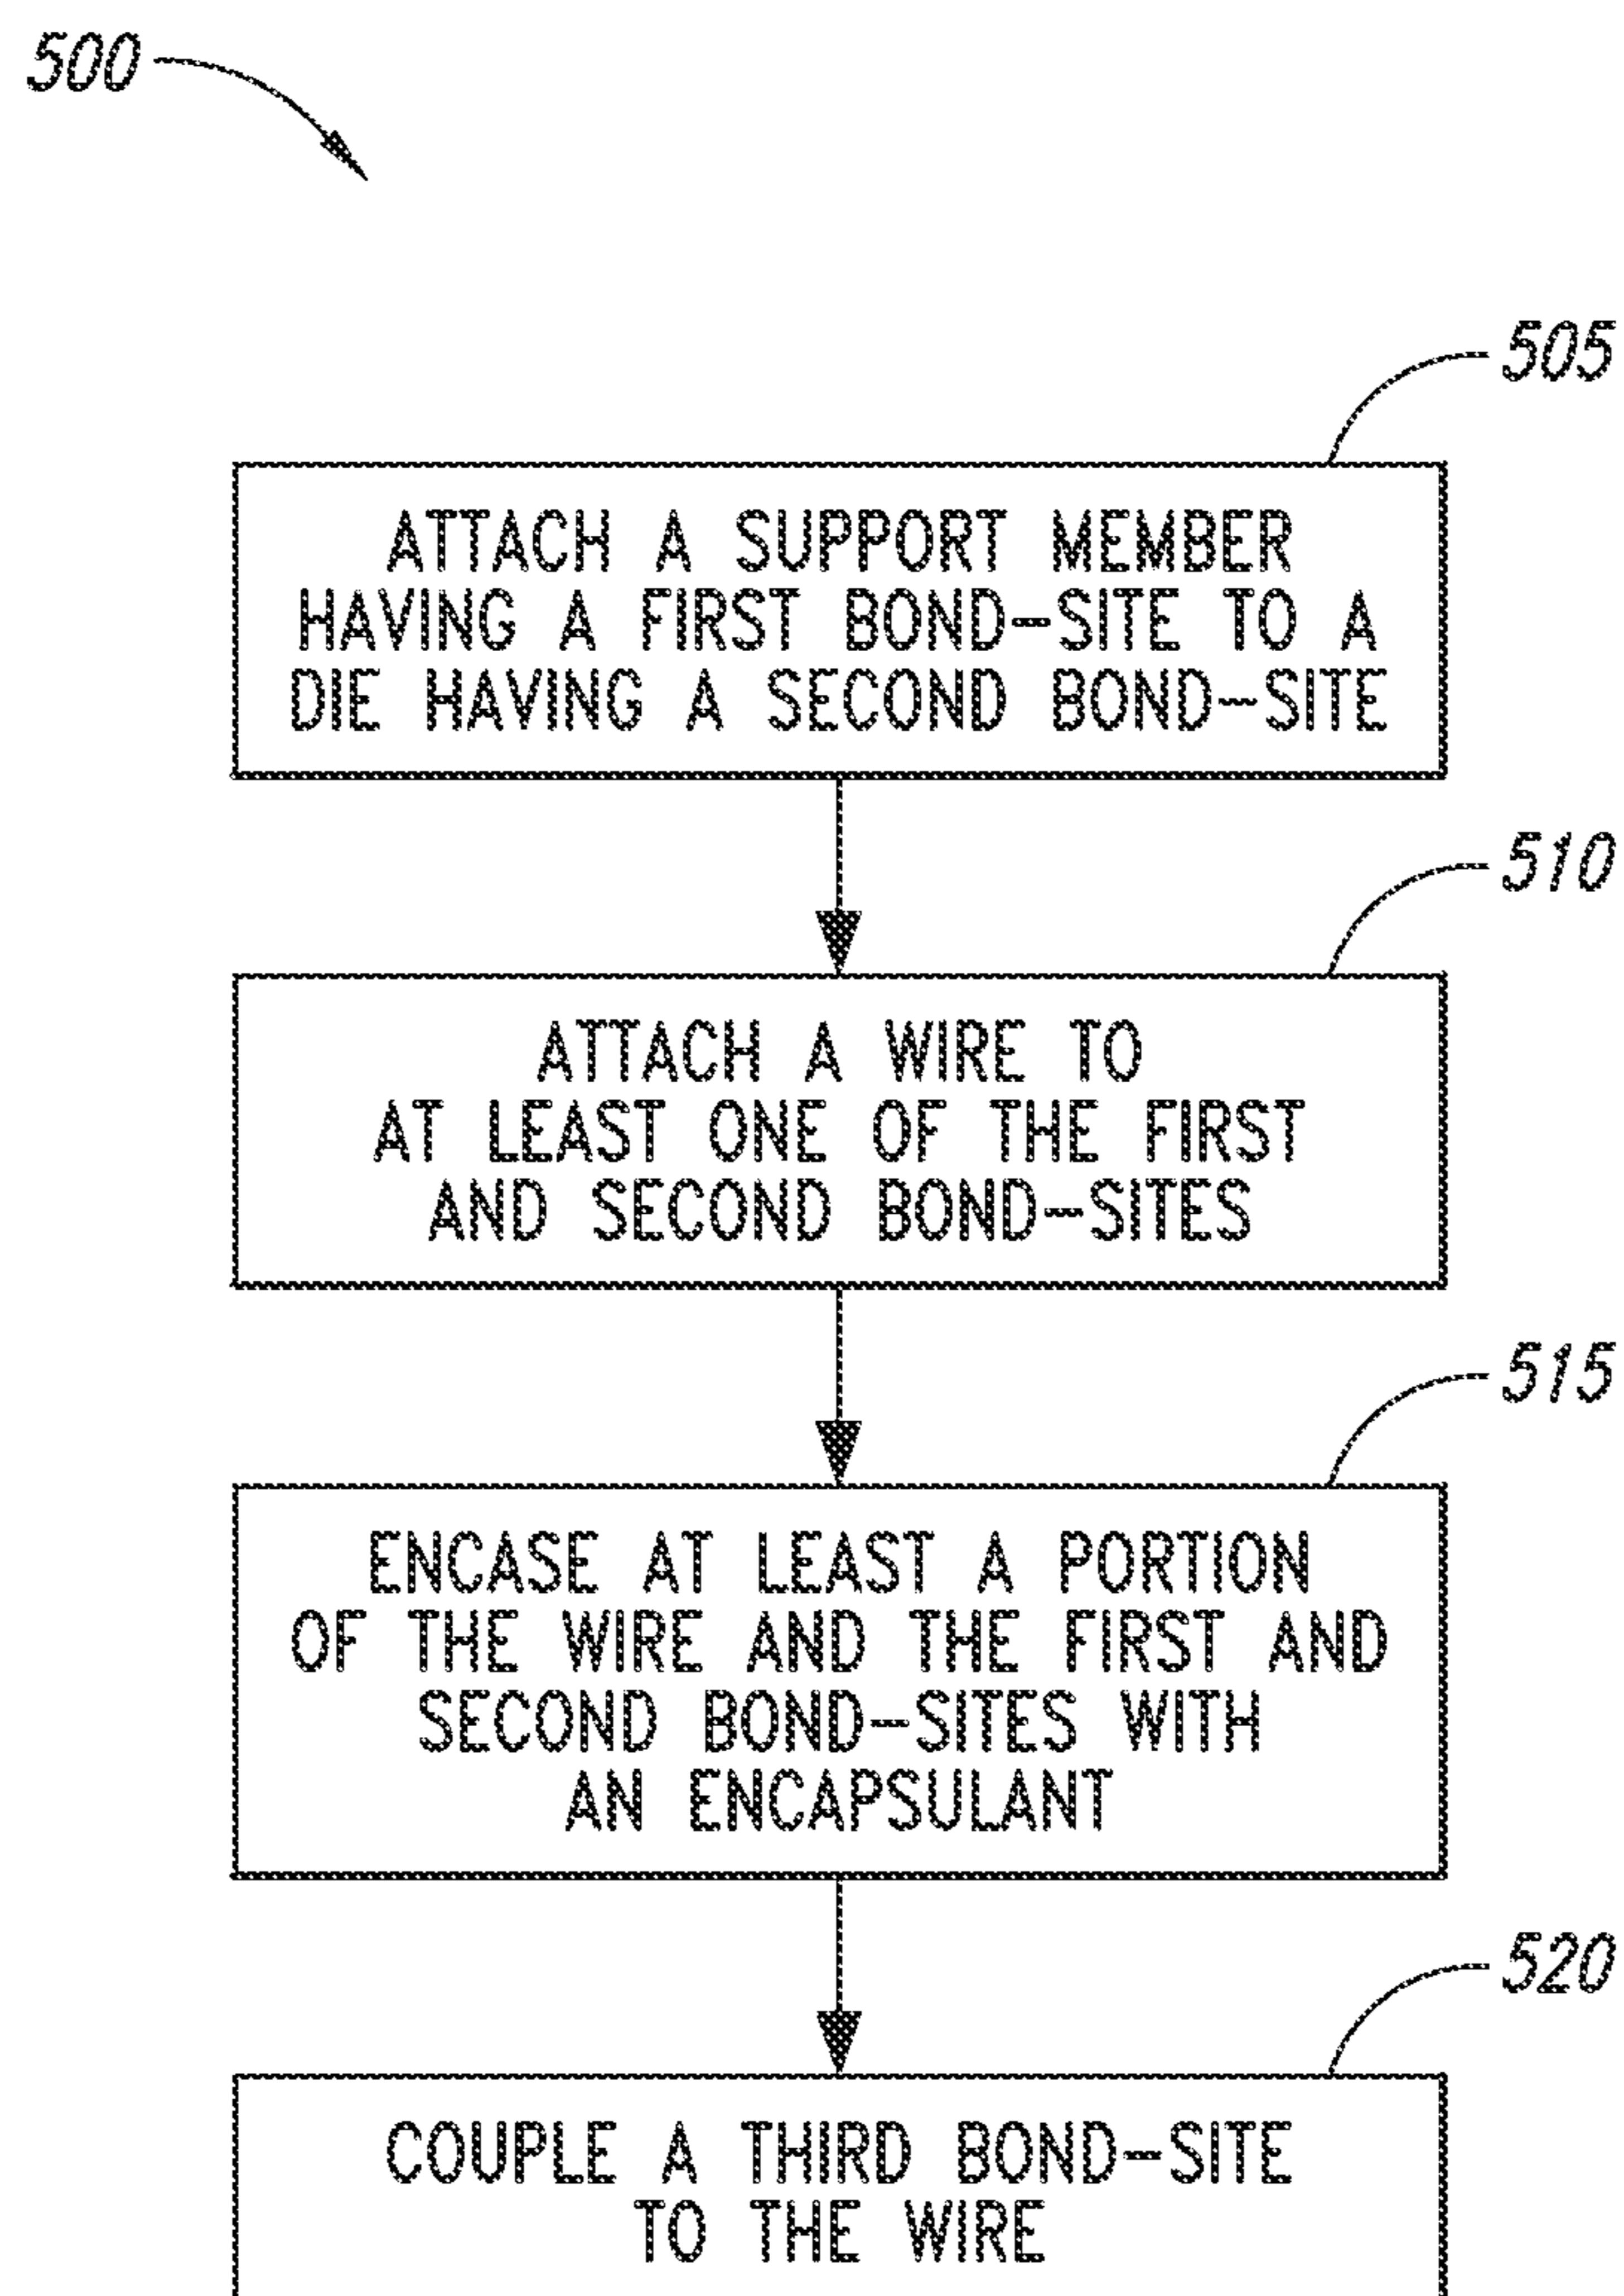 500
505
ATTACH A SUPPORT MEMBER
HAVING A FIRST BOND-SITE TO A
DIE HAVING A SECOND BOND-SITE
510
ATTACH A WIRE TO
AT LEAST ONE OF THE FIRST
AND SECOND BOND-SITES
515
ENCASE AT LEAST A PORTION
OF THE WIRE AND THE FIRST AND
SECOND BOND-SITES WITH
AN ENCAPSULANT
520
COUPLE A THIRD BOND-SITE
TO THE WIRE